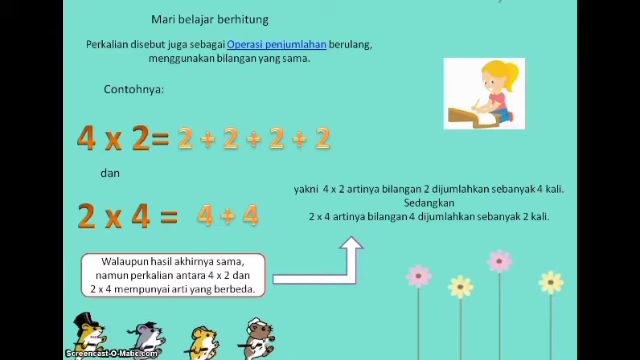 Mari belajar berhitung
Perkalian disebut juga sebagai Operasi penjumlahan berulang,
menggunakan bilangan yang sama.
Contohnya:
4 x 2= 2 + 2 + 2 + 2
dan
2 x 4 = 4 + 4
yakni 4 x 2 artinya bilangan 2 dijumlahkan sebanyak 4 kali.
Sedangkan
2 x 4 artinya bilangan 4 dijumlahkan sebanyak 2 kali.
Walaupun hasil akhirnya sama,
namun perkalian antara 4 x 2 dan
2 x 4 mempunyai arti yang berbeda.
Screencast-O-Matic.com